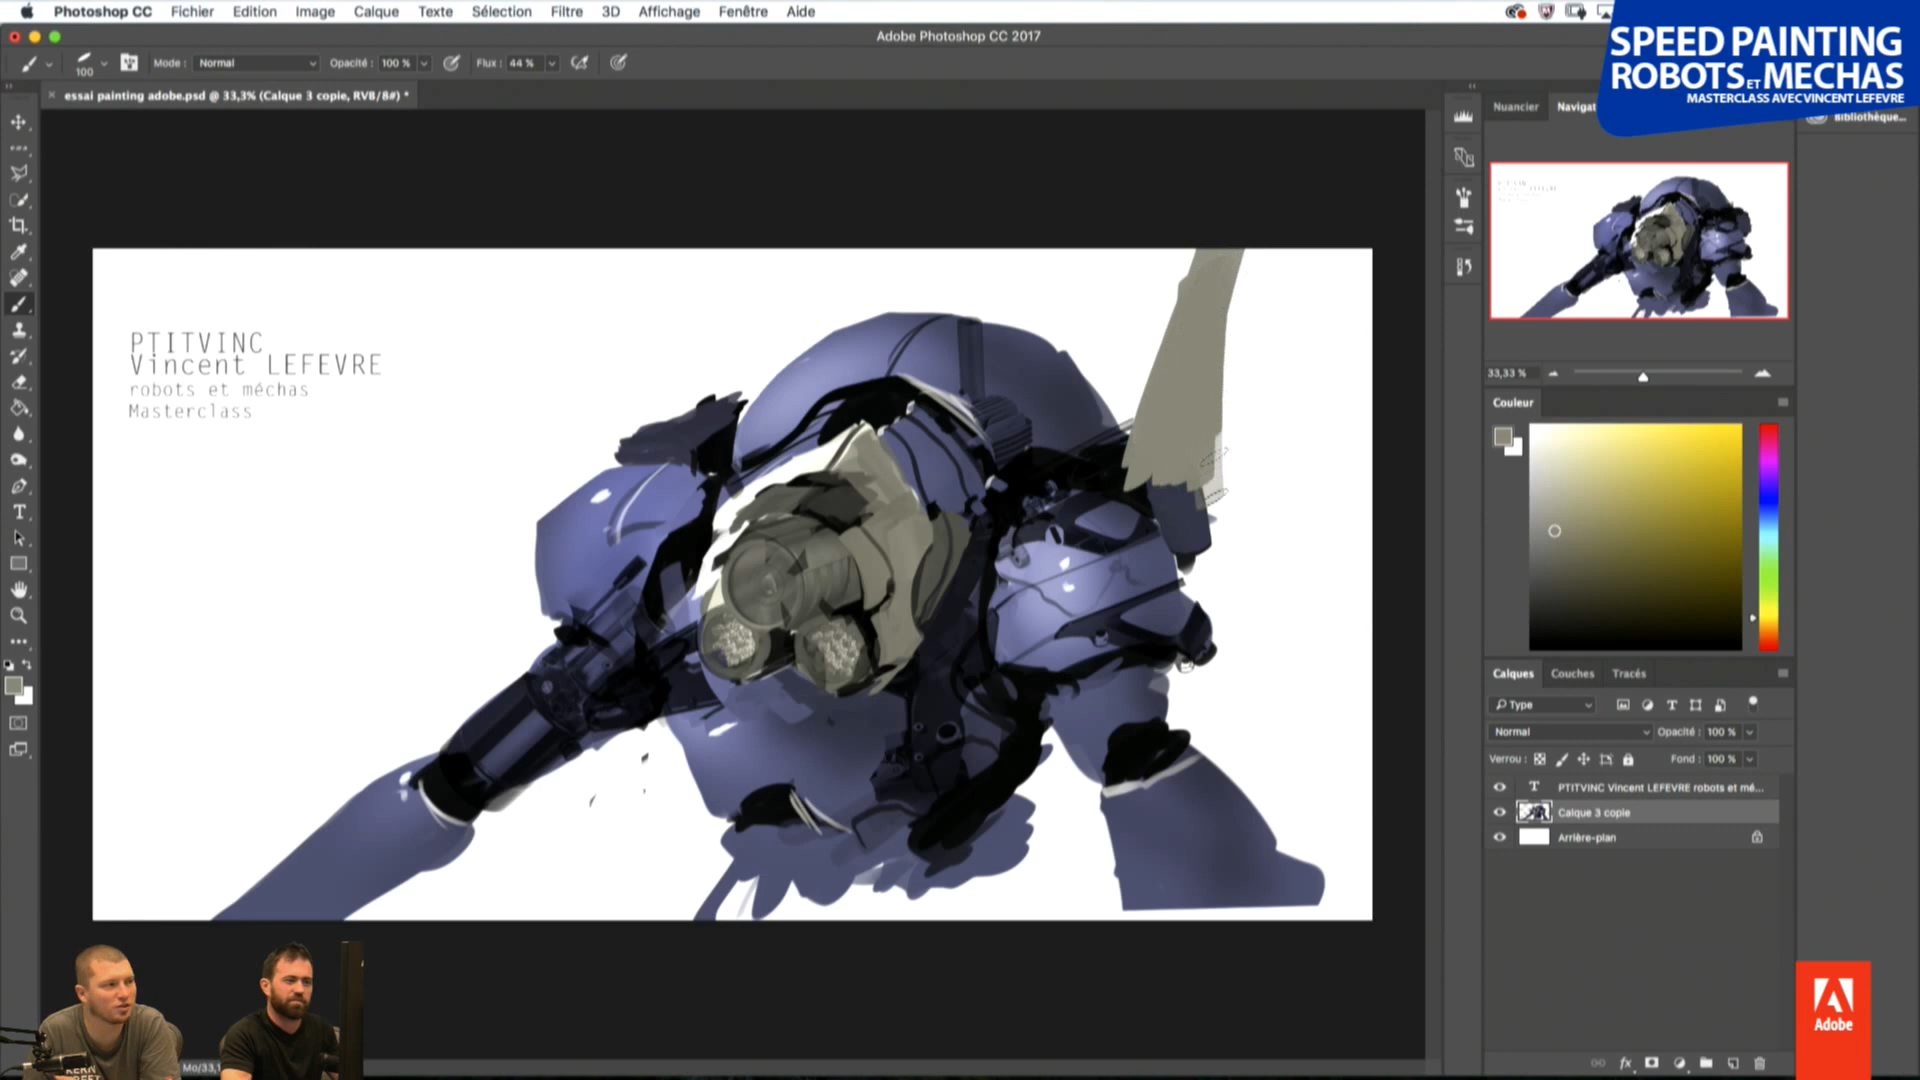 Photoshop CC Fichier Edition Image Calque Texte Sélection Filtre 3D Affichage Fenêtre Aide
Adobe Photoshop CC 2017
SPEED PAINTING
ROBOTS ET MECHAS
MASTERCLASS AVEC VINCENT LEFEVRE
100 Mode : Normal Opacité : 100 % Flux : 44 %
essai painting adobe.psd @ 33,3% (Calque 3 copie, RVB/8#) *
Nuancier Navigat
Bibliothèque...
PTITVINC
Vincent LEFEVRE
robots et méchas
Masterclass
33,33 %
Couleur
Calques Couches Tracés
Type
Normal Opacité : 100 %
Verrou : Fond : 100 %
PTITVINC Vincent LEFEVRE robots et mé...
Calque 3 copie
Arrière-plan
Adobe
Mo/33,1